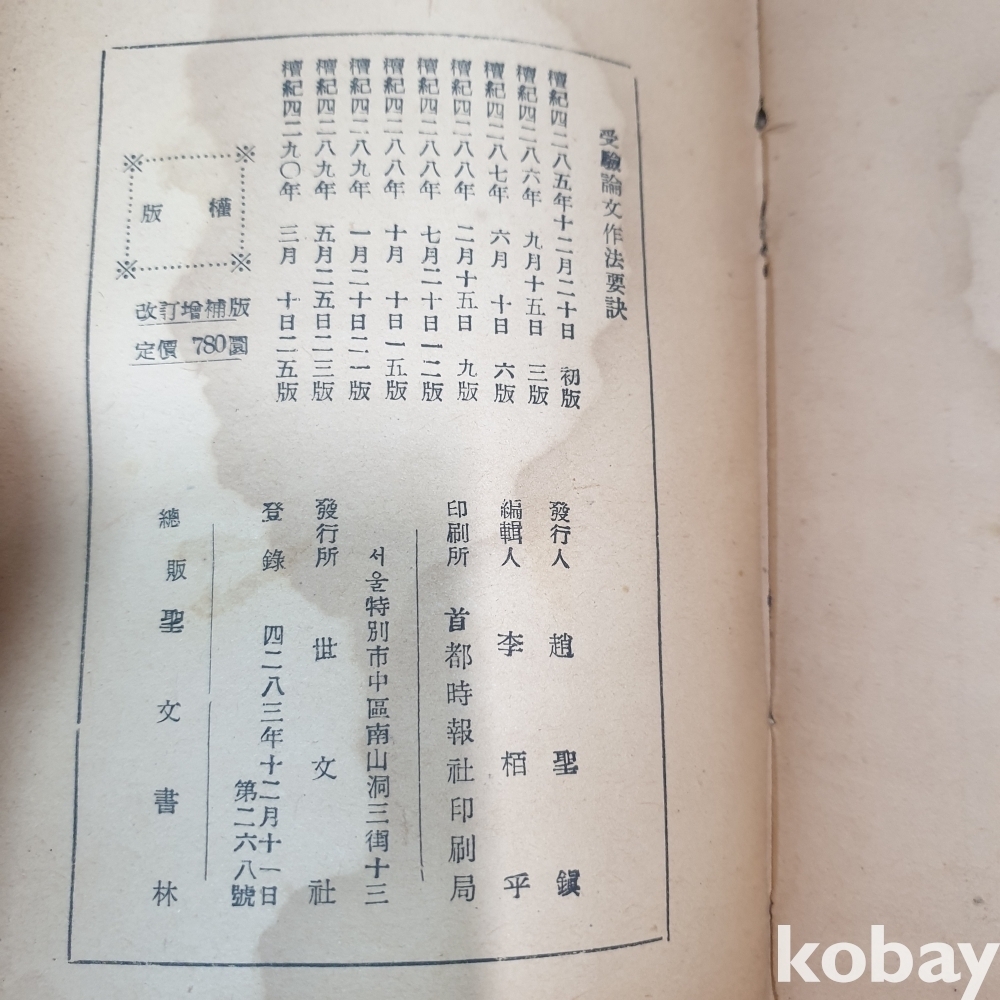 受驗論文作法要訣
檀紀四二八五年十二月二十日 初版
檀紀四二八六年 九月十五日 三版
檀紀四二八七年 六月 十日 六版
檀紀四二八八年 二月十五日 九版
檀紀四二八八年 七月二十日一二版
檀紀四二八八年 十月 十日一五版
檀紀四二八九年 一月二十日二一版
檀紀四二八九年 五月二五日二三版
檀紀四二九〇年 三月 十日二五版
版權
改訂增補版
定價 780圜
發行人 趙聖鎭
編輯人 李栢平
印刷所 首都時報社印刷局
서울特別市中區南山洞三街十三
發行所 世文社
登錄 四二八三年十二月十一日
第二六八號
總販 聖文書林
kobay